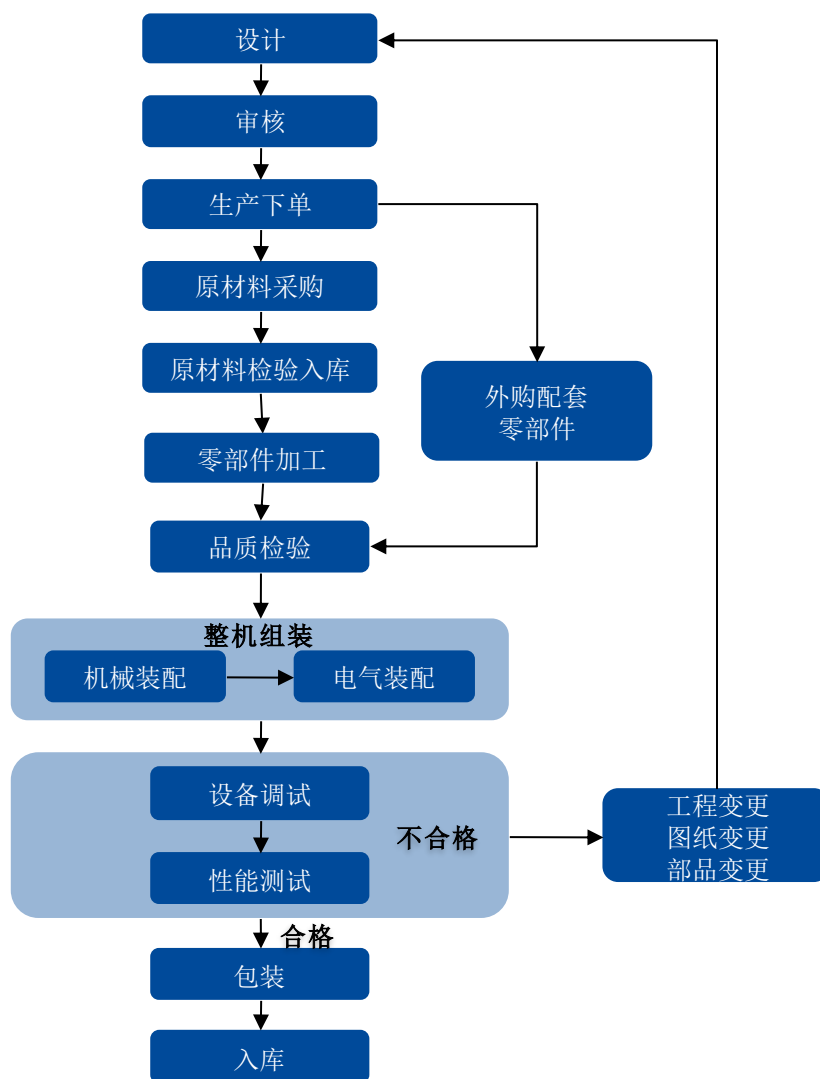 设计
审核
生产下单
原材料采购
原材料检验入库
外购配套
零部件
零部件加工
品质检验
整机组装
机械装配
电气装配
设备调试
不合格
性能测试
工程变更
图纸变更
部品变更
合格
包装
入库